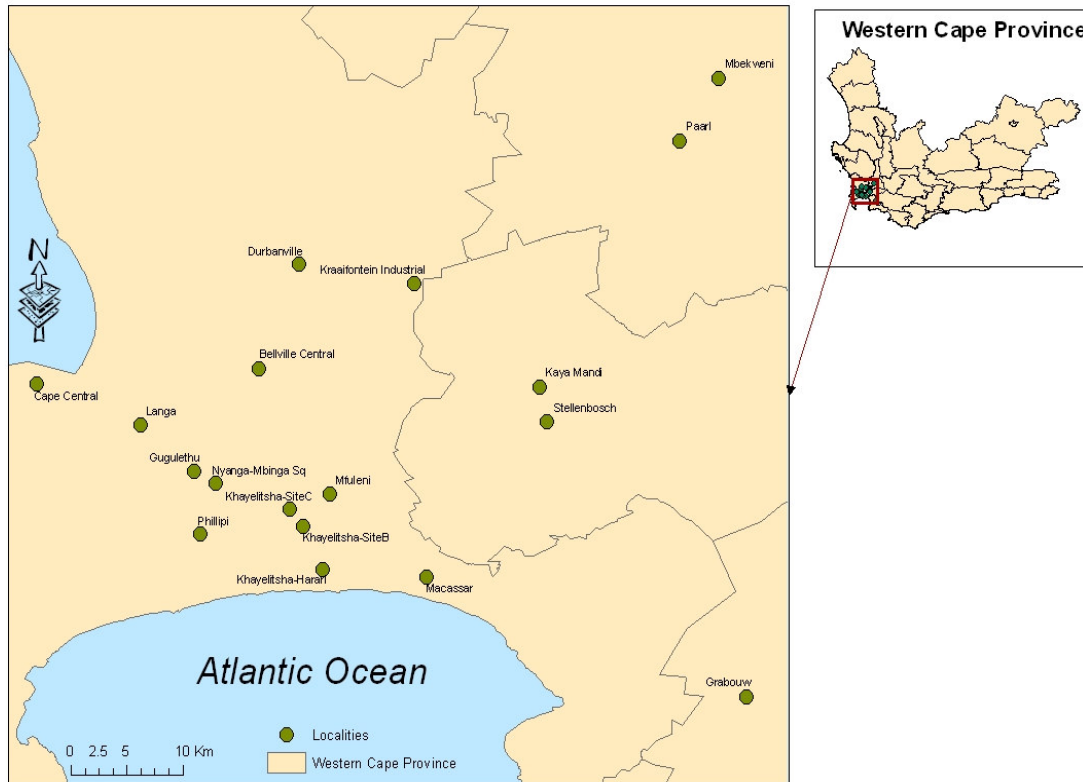 Western Cape Province
Mbekweni
Paarl
Durbanville
Kraaifontein Industrial
N
Bellville Central
Kaya Mandi
Cape Central
Stellenbosch
Langa
Gugulethu
Nyanga-Mbinga Sq
Mfuleni
Khayelitsha-SiteC
Phillipi
Khayelitsha-SiteB
Khayelitsha-Harari
Macassar
Atlantic Ocean
Grabouw
Localities
0 2.5 5 10 Km
Western Cape Province